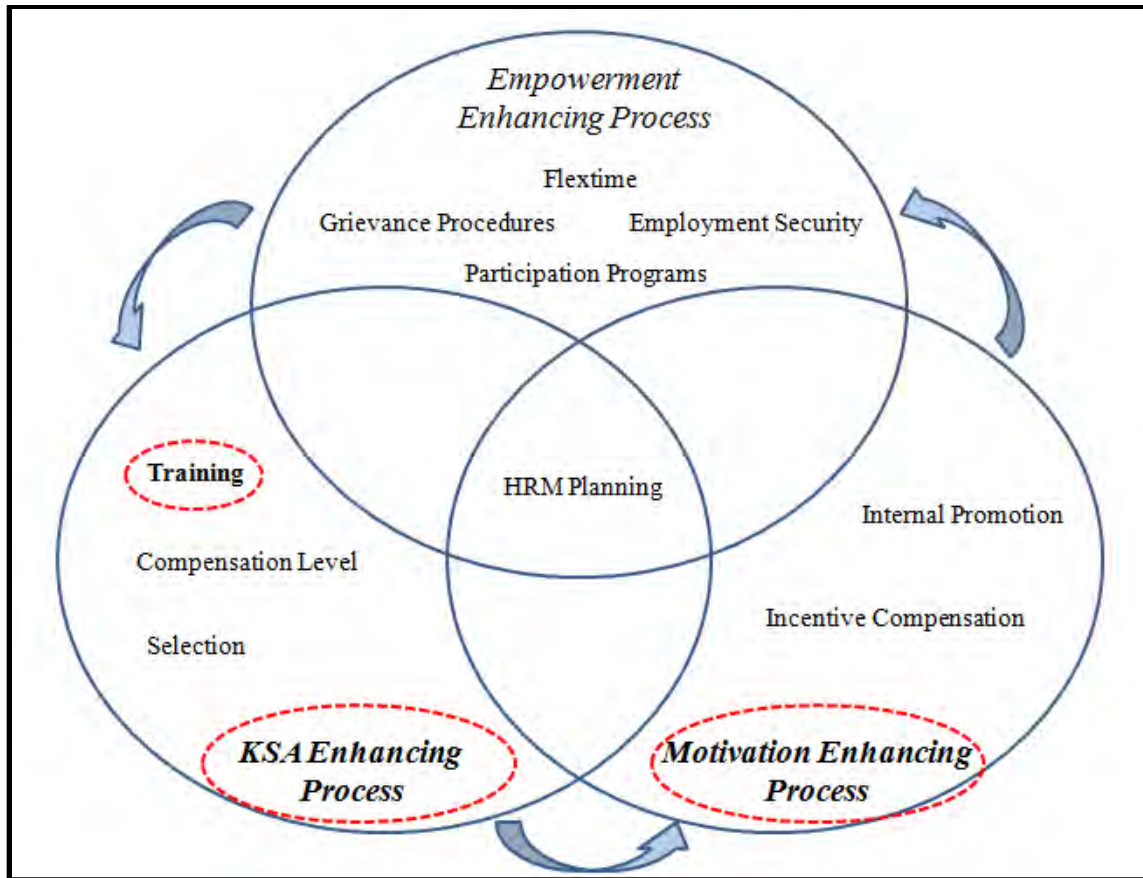 Empowerment
Enhancing Process
Flextime
Grievance Procedures
Employment Security
Participation Programs
Training
HRM Planning
Internal Promotion
Compensation Level
Incentive Compensation
Selection
KSA Enhancing
Process
Motivation Enhancing
Process